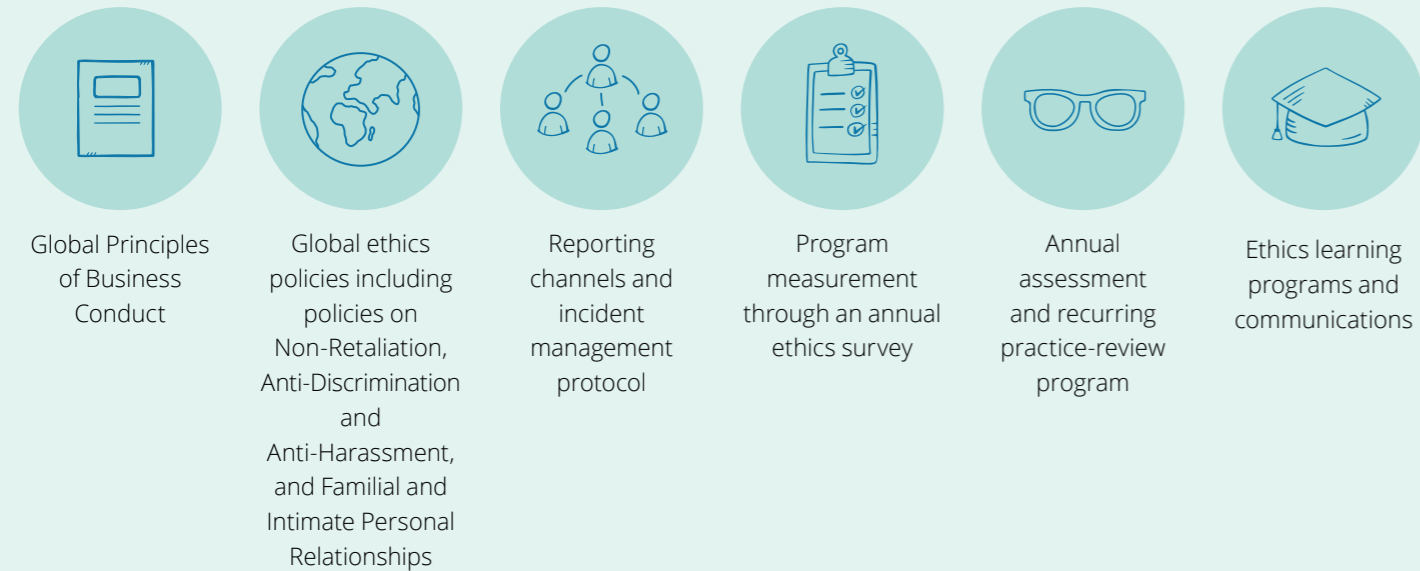 Global Principles
of Business
Conduct
Global ethics
policies including
policies on
Non-Retaliation,
Anti-Discrimination
and
Anti-Harassment,
and Familial and
Intimate Personal
Relationships
Reporting
channels and
incident
management
protocol
Program
measurement
through an annual
ethics survey
Annual
assessment
and recurring
practice-review
program
Ethics learning
programs and
communications